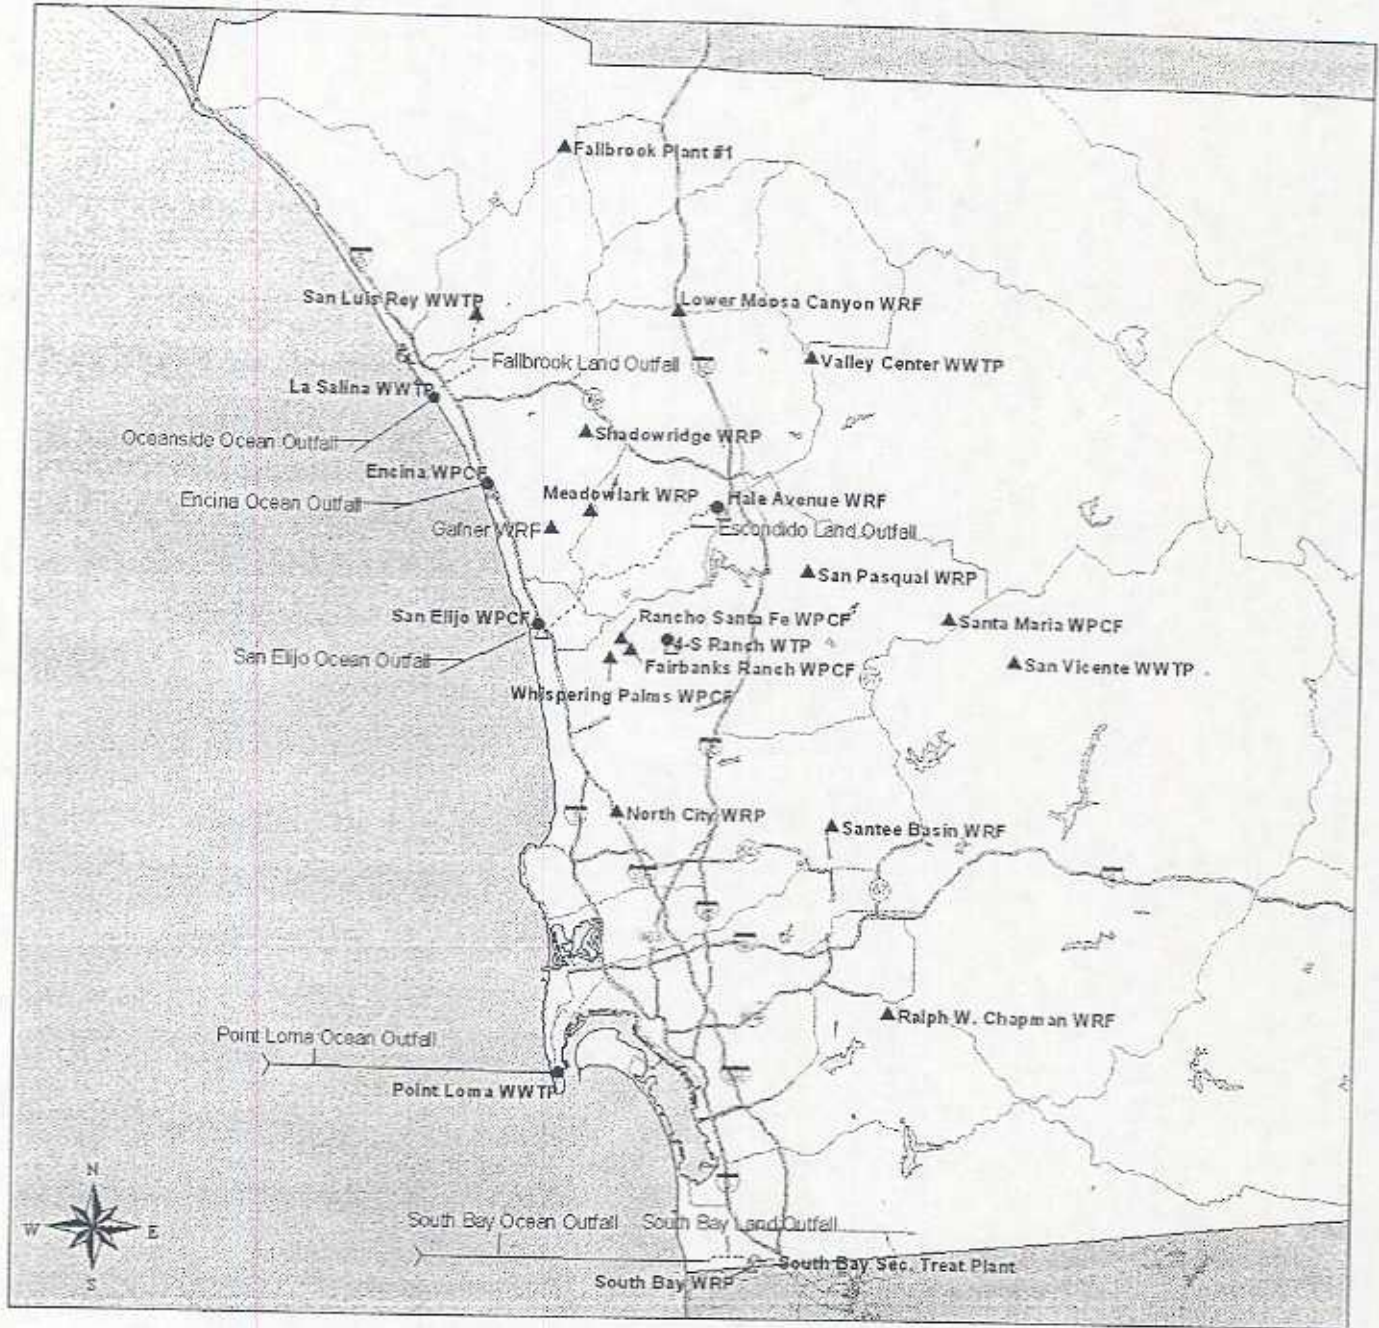 Fallbrook Plant #1
San Luis Rey WWTP
Lower Moosa Canyon WRF
Fallbrook Land Outfall
Valley Center WWTP
La Salina WWTP
Oceanside Ocean Outfall
Shadowridge WRP
Encina WPCF
Encina Ocean Outfall
Meadowlark WRP
Hale Avenue WRF
Gafner WRF
Escondido Land Outfall
San Pasqual WRP
San Elijo WPCF
Rancho Santa Fe WPCF
Santa Maria WPCF
4-S Ranch WTP
San Elijo Ocean Outfall
Fairbanks Ranch WPCF
San Vicente WWTP
Whispering Palms WPCF
North City WRP
Santee Basin WRF
Ralph W. Chapman WRF
Point Loma Ocean Outfall
Point Loma WWTP
N
W E
S
South Bay Ocean Outfall
South Bay Land Outfall
South Bay Sec. Treat Plant
South Bay WRP